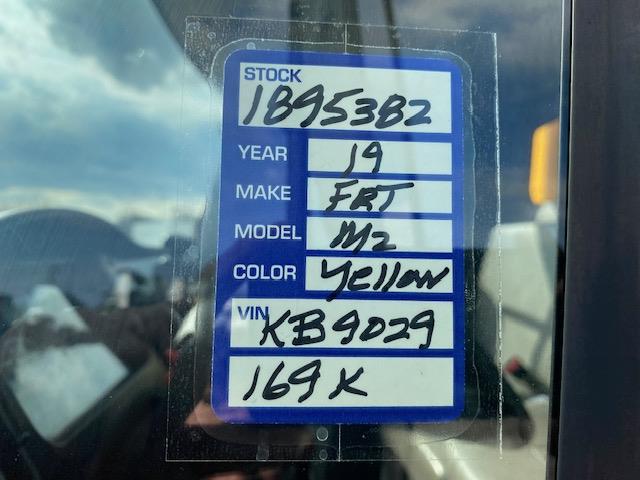 STOCK
1895382
YEAR 19
MAKE FRT
MODEL M2
COLOR Yellow
VIN KB9029
169K